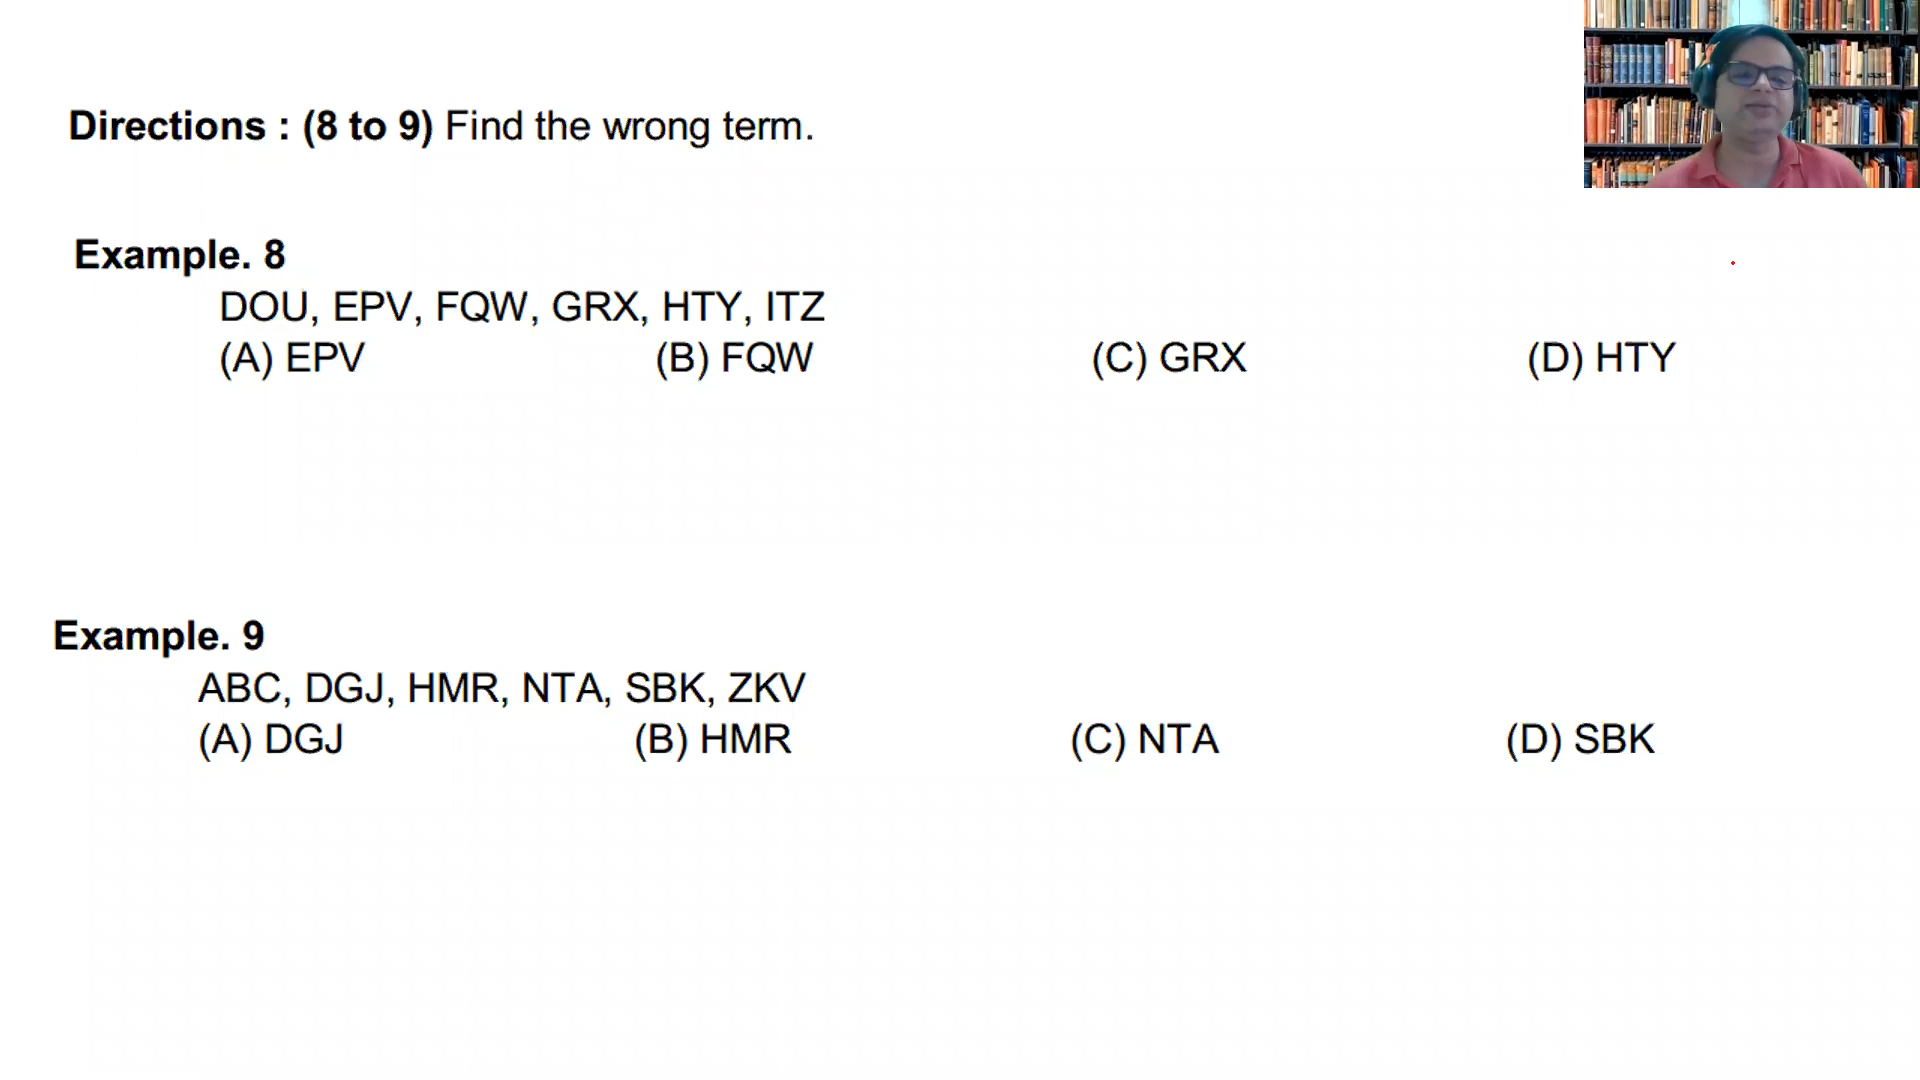 Directions : (8 to 9) Find the wrong term.
Example. 8
DOU, EPV, FQW, GRX, HTY, ITZ
(A) EPV (B) FQW (C) GRX (D) HTY
Example. 9
ABC, DGJ, HMR, NTA, SBK, ZKV
(A) DGJ (B) HMR (C) NTA (D) SBK